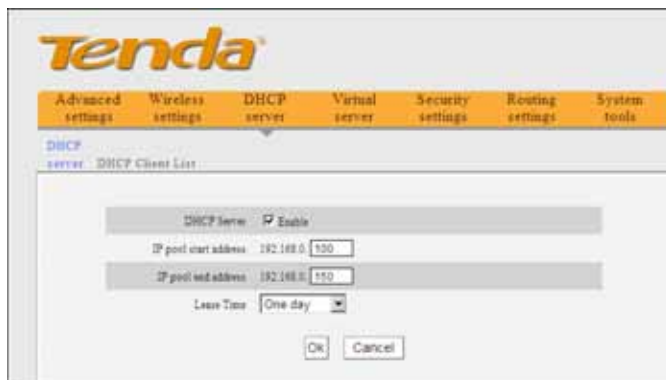 Tenda
Advanced settings Wireless settings DHCP server Virtual server Security settings Routing settings System tools
DHCP server DHCP Client List
DHCP Server Enable
IP pool start address 192.168.0. 100
IP pool end address 192.168.0. 150
Lease Time One day
Ok Cancel